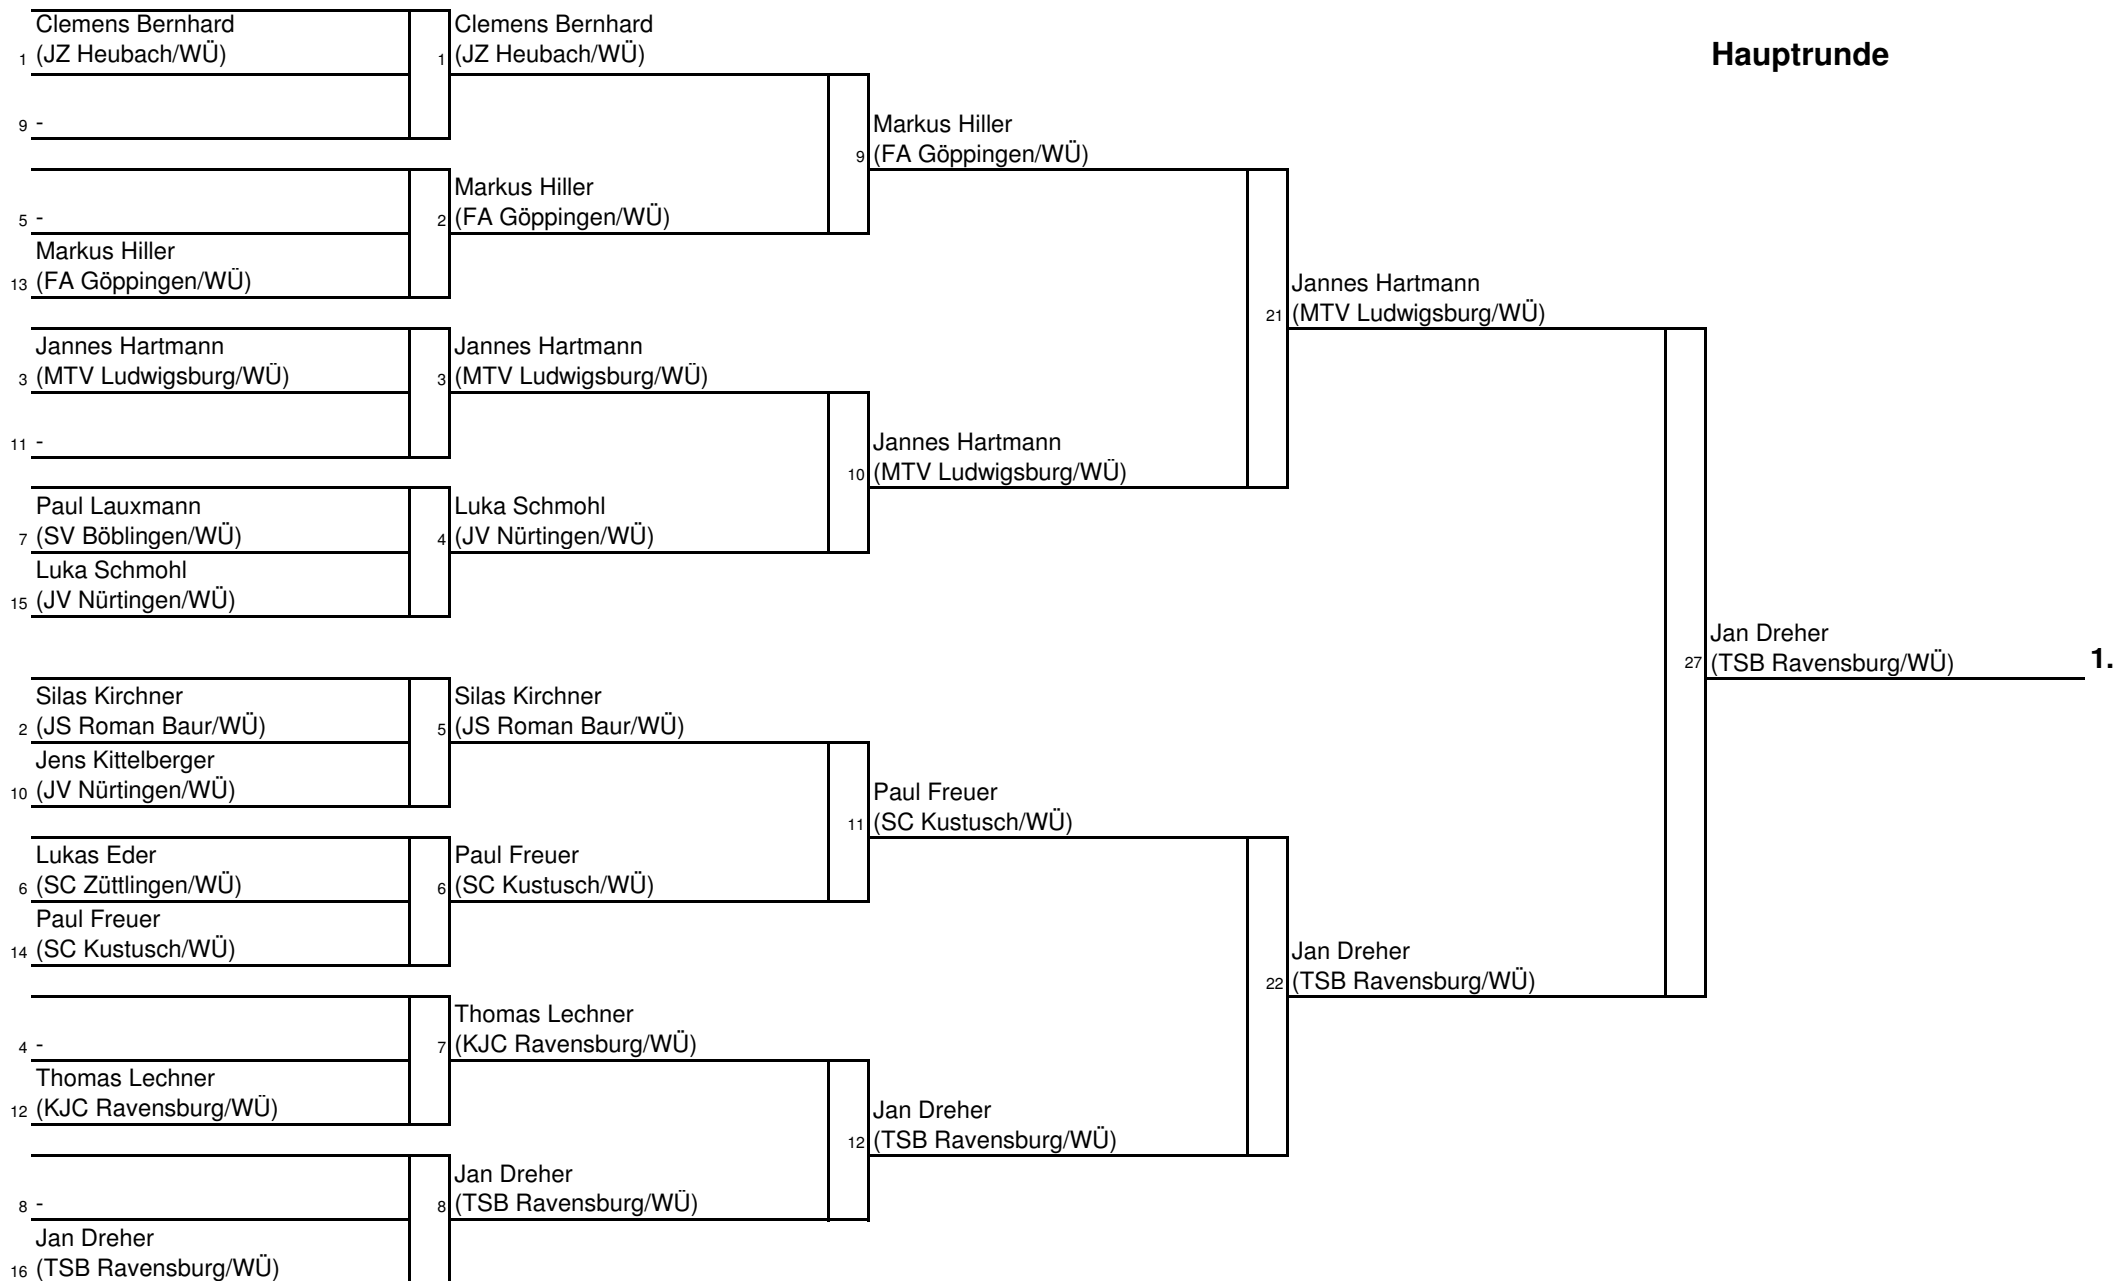 Hauptrunde
Clemens Bernhard
1 (JZ Heubach/WÜ)
9 -
5 -
Markus Hiller
13 (FA Göppingen/WÜ)
Jannes Hartmann
3 (MTV Ludwigsburg/WÜ)
11 -
Paul Lauxmann
7 (SV Böblingen/WÜ)
Luka Schmohl
15 (JV Nürtingen/WÜ)
Silas Kirchner
2 (JS Roman Baur/WÜ)
Jens Kittelberger
10 (JV Nürtingen/WÜ)
Lukas Eder
6 (SC Züttlingen/WÜ)
Paul Freuer
14 (SC Kustusch/WÜ)
4 -
Thomas Lechner
12 (KJC Ravensburg/WÜ)
8 -
Jan Dreher
16 (TSB Ravensburg/WÜ)
Clemens Bernhard
1 (JZ Heubach/WÜ)
Markus Hiller
2 (FA Göppingen/WÜ)
Jannes Hartmann
3 (MTV Ludwigsburg/WÜ)
Luka Schmohl
4 (JV Nürtingen/WÜ)
Silas Kirchner
5 (JS Roman Baur/WÜ)
Paul Freuer
6 (SC Kustusch/WÜ)
Thomas Lechner
7 (KJC Ravensburg/WÜ)
Jan Dreher
8 (TSB Ravensburg/WÜ)
Markus Hiller
9 (FA Göppingen/WÜ)
Jannes Hartmann
10 (MTV Ludwigsburg/WÜ)
Paul Freuer
11 (SC Kustusch/WÜ)
Jan Dreher
12 (TSB Ravensburg/WÜ)
Jannes Hartmann
21 (MTV Ludwigsburg/WÜ)
Jan Dreher
22 (TSB Ravensburg/WÜ)
Jan Dreher
27 (TSB Ravensburg/WÜ) 1.